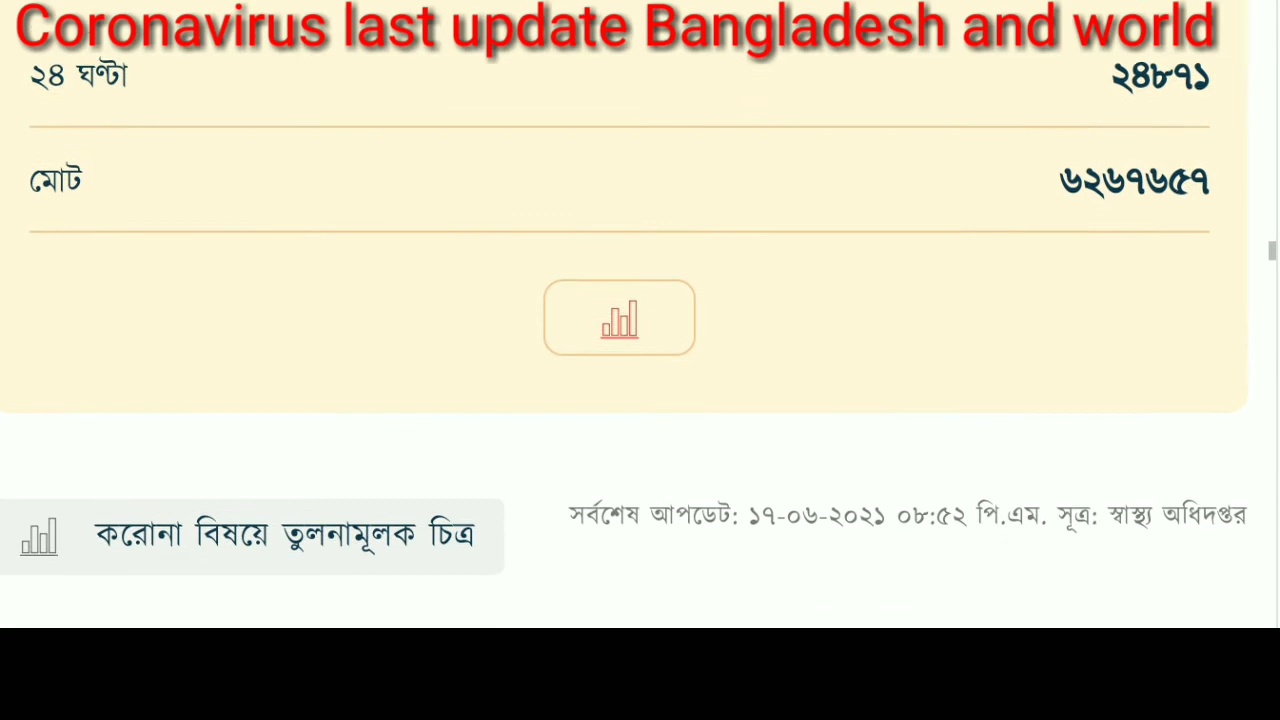 Coronavirus last update Bangladesh and world
২৪ ঘণ্টা ২৪৮৭১
মোট ৬২৬৭৬৫৭
করোনা বিষয়ে তুলনামূলক চিত্র
সর্বশেষ আপডেট: ১৭-০৬-২০২১ ০৮:৫২ পি.এম. সূত্র: স্বাস্থ্য অধিদপ্তর